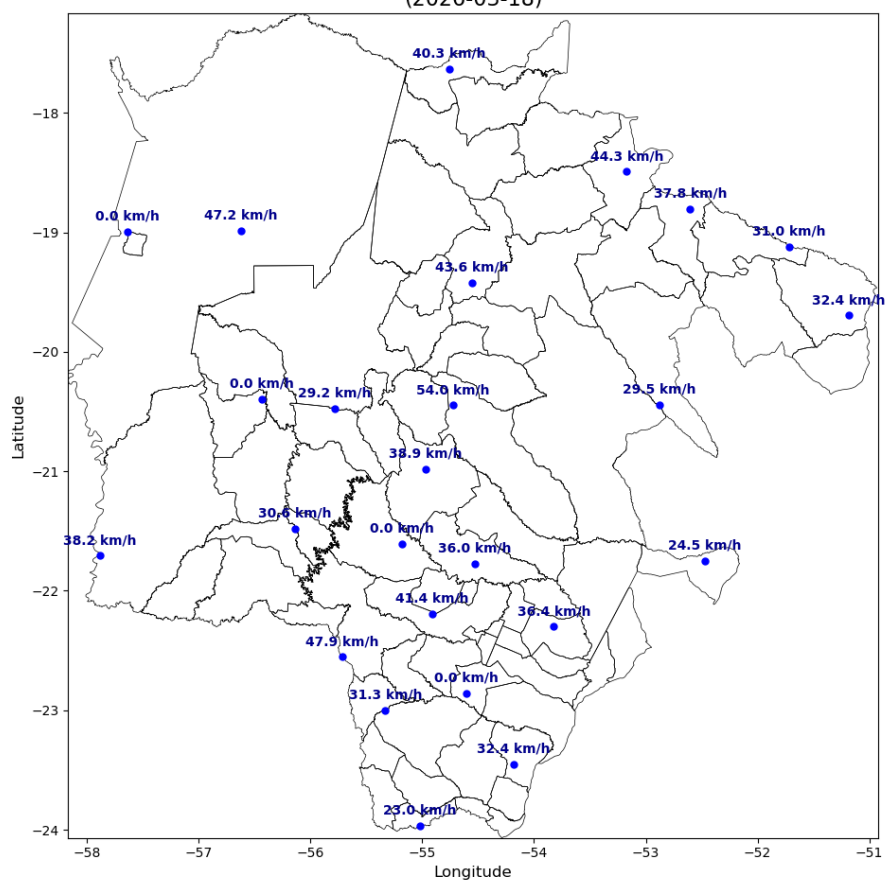 (2026-03-18)
40.3 km/h
−18
44.3 km/h
37.8 km/h
0.0 km/h
47.2 km/h
31.0 km/h
−19
43.6 km/h
32.4 km/h
−20
0.0 km/h
29.2 km/h
54.0 km/h
29.5 km/h
Latitude
38.9 km/h
−21
30.6 km/h
38.2 km/h
0.0 km/h
36.0 km/h
24.5 km/h
−22
41.4 km/h
36.4 km/h
47.9 km/h
0.0 km/h
31.3 km/h
−23
32.4 km/h
23.0 km/h
−24
−58 −57 −56 −55 −54 −53 −52 −51
Longitude